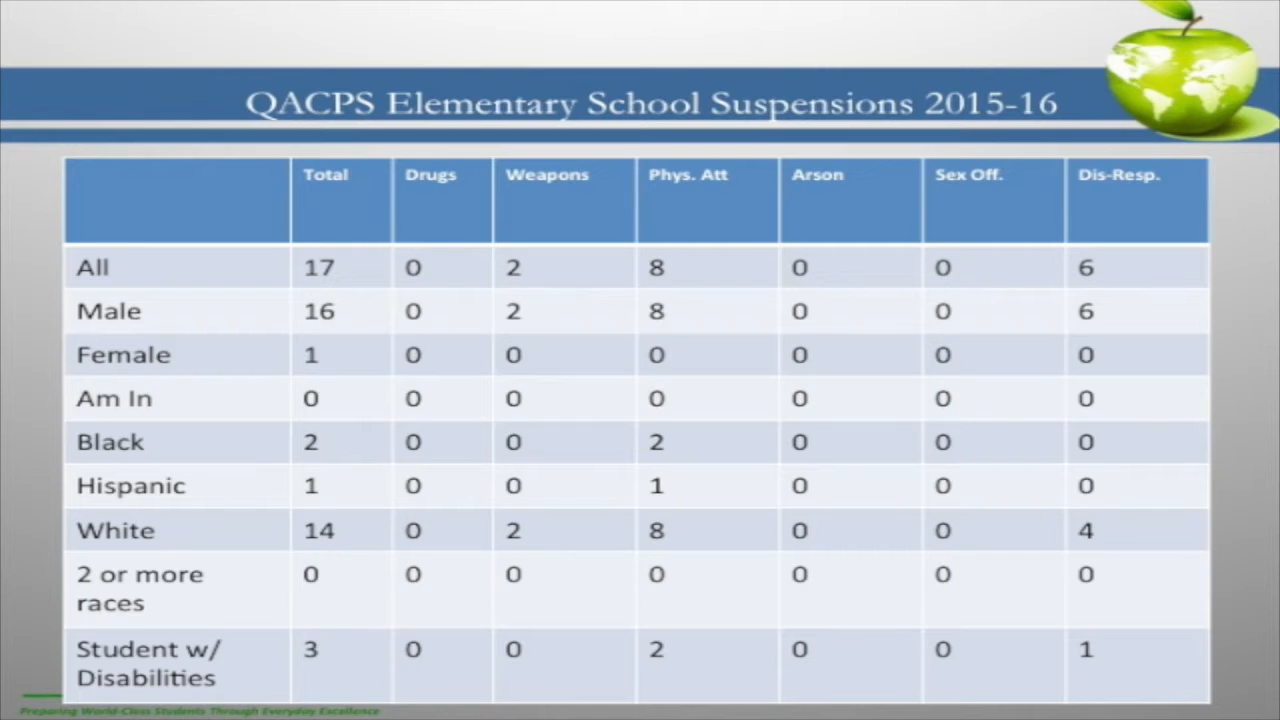 QACPS Elementary School Suspensions 2015-16
Total Drugs Weapons Phys. Att Arson Sex Off. Dis-Resp.
All 17 0 2 8 0 0 6
Male 16 0 2 8 0 0 6
Female 1 0 0 0 0 0 0
Am In 0 0 0 0 0 0 0
Black 2 0 0 2 0 0 0
Hispanic 1 0 0 1 0 0 0
White 14 0 2 8 0 0 4
2 or more
races 0 0 0 0 0 0 0
Student w/
Disabilities 3 0 0 2 0 0 1
Preparing World-Class Students Through Everyday Excellence